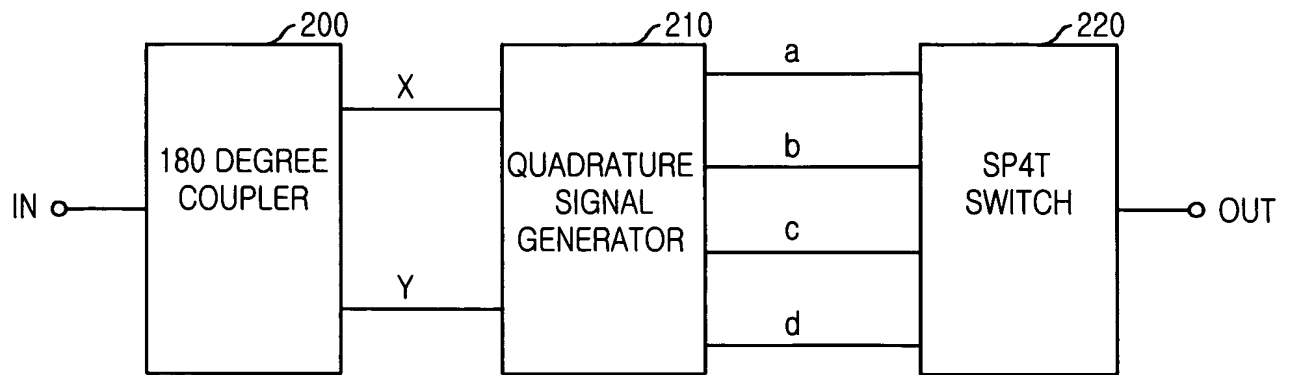 200
210
220
IN
180 DEGREE
COUPLER
X
Y
QUADRATURE
SIGNAL
GENERATOR
a
b
c
d
SP4T
SWITCH
OUT